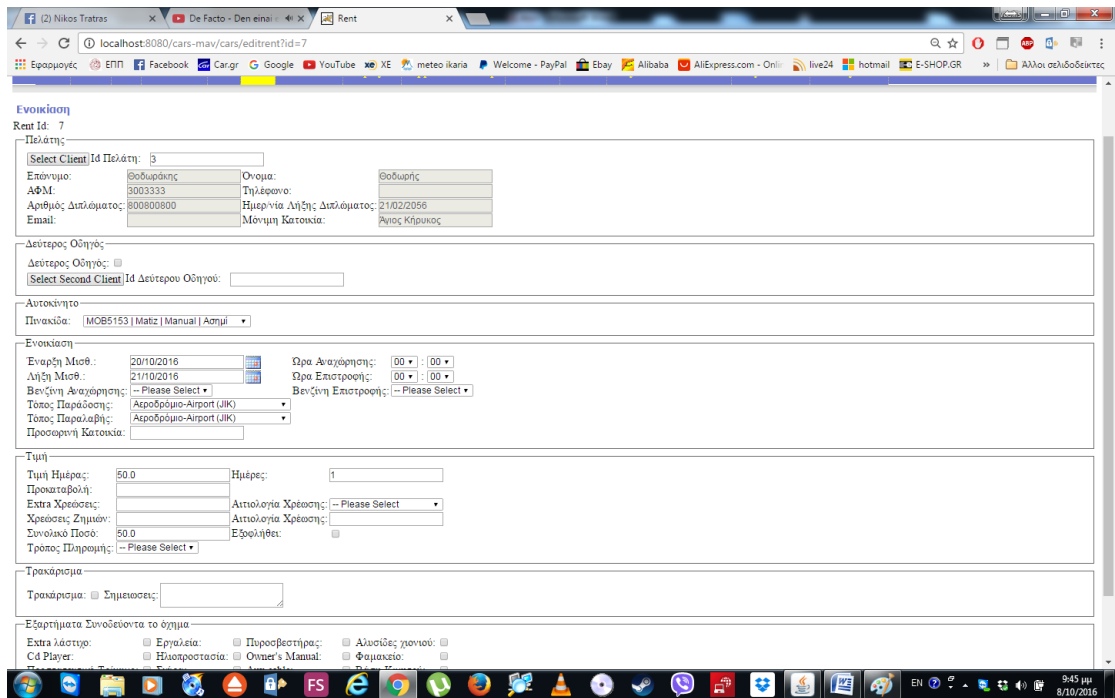 (2) Nikos Tratras
De Facto - Den einai
Rent
localhost:8080/cars-mav/cars/editrent?id=7
Εφαρμογές ΕΠΠ Facebook Car.gr Google YouTube XE meteo ikaria Welcome - PayPal Ebay Alibaba AliExpress.com - Onlin live24 hotmail E-SHOP.GR » Άλλοι σελιδοδείκτες
Ενοικίαση
Rent Id: 7
Πελάτης
Select Client Id Πελάτη: 3
Επώνυμο: Θοδωράκης Όνομα: Θοδωρής
ΑΦΜ: 3003333 Τηλέφωνο:
Αριθμός Διπλώματος: 800800800 Ημερ/νία Λήξης Διπλώματος: 21/02/2056
Email: Μόνιμη Κατοικία: Άγιος Κήρυκος
Δεύτερος Οδηγός
Δεύτερος Οδηγός:
Select Second Client Id Δεύτερου Οδηγού:
Αυτοκίνητο
Πινακίδα: MOB5153 | Matiz | Manual | Ασημί
Ενοικίαση
Έναρξη Μισθ.: 20/10/2016 Ώρα Αναχώρησης: 00 : 00
Λήξη Μισθ.: 21/10/2016 Ώρα Επιστροφής: 00 : 00
Βενζίνη Αναχώρησης: -- Please Select Βενζίνη Επιστροφής: -- Please Select
Τόπος Παράδοσης: Αεροδρόμιο-Airport (JIK)
Τόπος Παραλαβής: Αεροδρόμιο-Airport (JIK)
Προσωρινή Κατοικία:
Τιμή
Τιμή Ημέρας: 50.0 Ημέρες: 1
Προκαταβολή:
Extra Χρεώσεις: Αιτιολογία Χρέωσης: -- Please Select
Χρεώσεις Ζημιών: Αιτιολογία Χρέωσης:
Συνολικό Ποσό: 50.0 Εξοφλήθει:
Τρόπος Πληρωμής: -- Please Select
Τρακάρισμα
Τρακάρισμα: Σημειωσεις:
Εξαρτήματα Συνοδεύοντα το όχημα
Extra λάστιχο: Εργαλεία: Πυροσβεστήρας: Αλυσίδες χιονιού:
Cd Player: Ηλιοπροστασία: Owner's Manual: Φαμακείο:
EN 9:45 μμ
8/10/2016